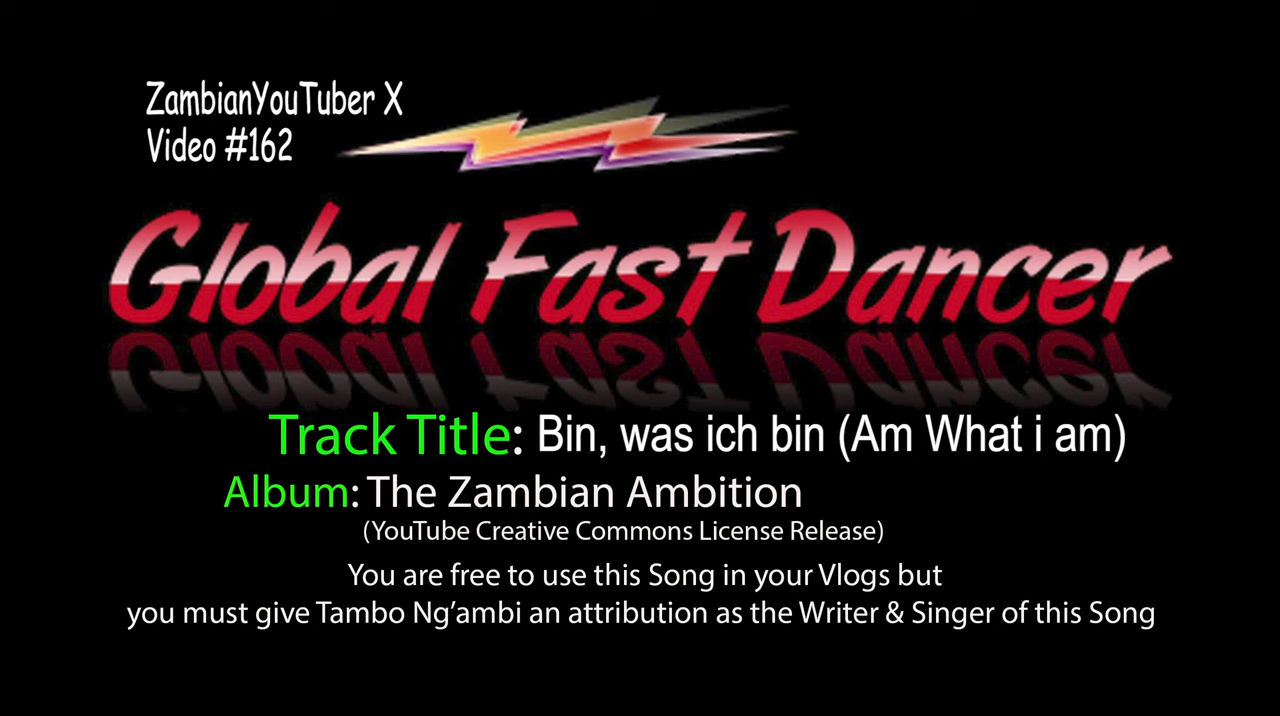 ZambianYouTuber X
Video #162
Global Fast Dancer
Track Title: Bin, was ich bin (Am What i am)
Album: The Zambian Ambition
(YouTube Creative Commons License Release)
You are free to use this Song in your Vlogs but
you must give Tambo Ng’ambi an attribution as the Writer & Singer of this Song